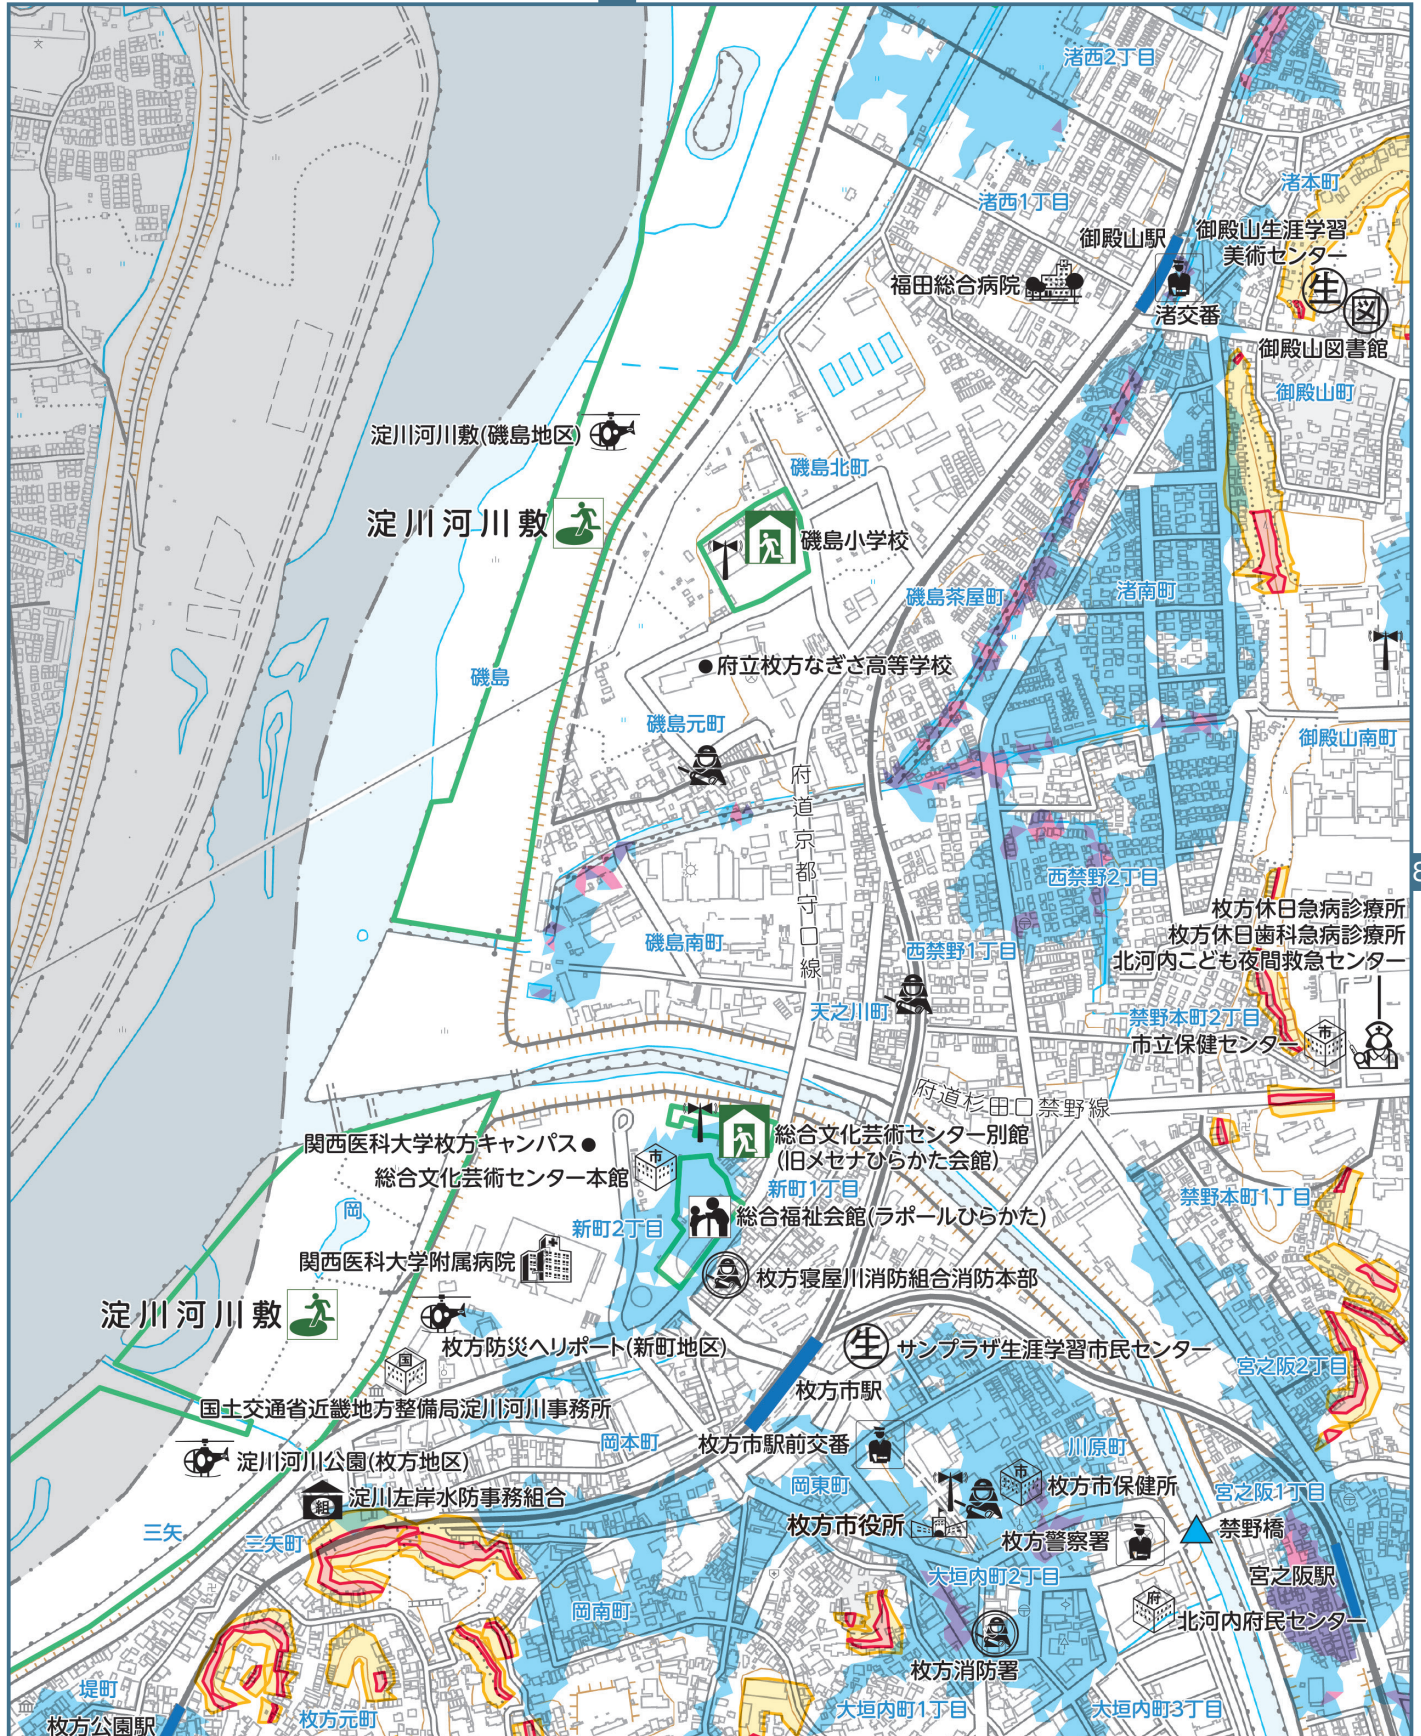 渚西2丁目
渚本町
渚西1丁目
御殿山駅
御殿山生涯学習
美術センター
生
図
福田総合病院
渚交番
御殿山図書館
御殿山町
淀川河川敷(磯島地区)
磯島北町
淀川河川敷
磯島小学校
磯島茶屋町
渚南町
府立枚方なぎさ高等学校
磯島
磯島元町
御殿山南町
府道京都守口線
8
西禁野2丁目
枚方休日急病診療所
枚方休日歯科急病診療所
北河内こども夜間救急センター
磯島南町
西禁野1丁目
天之川町
禁野本町2丁目
市立保健センター
市
府道杉田口禁野線
関西医科大学枚方キャンパス
総合文化芸術センター別館
(旧メセナひらかた会館)
総合文化芸術センター本館
市
新町1丁目
禁野本町1丁目
岡
新町2丁目
総合福祉会館(ラポールひらかた)
関西医科大学附属病院
枚方寝屋川消防組合消防本部
淀川河川敷
枚方防災ヘリポート(新町地区)
生
サンプラザ生涯学習市民センター
宮之阪2丁目
国
枚方市駅
国土交通省近畿地方整備局淀川河川事務所
岡本町
枚方市駅前交番
川原町
淀川河川公園(枚方地区)
岡東町
市
枚方市保健所
宮之阪1丁目
組
淀川左岸水防事務組合
枚方市役所
禁野橋
三矢
三矢町
枚方警察署
宮之阪駅
大垣内町2丁目
府
岡南町
北河内府民センター
枚方消防署
堤町
枚方公園駅
枚方元町
大垣内町1丁目
大垣内町3丁目